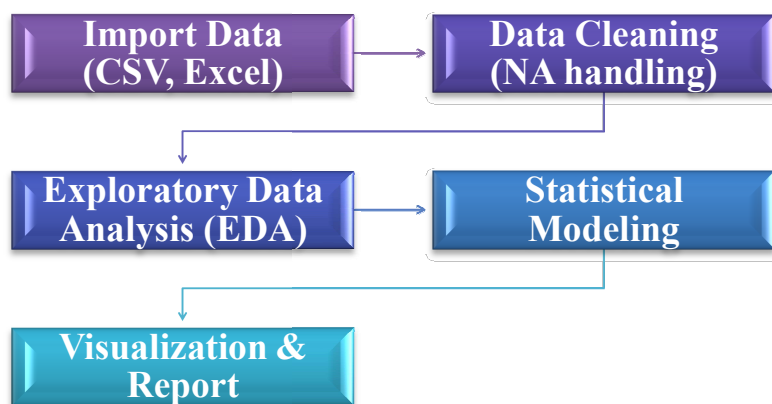 Import Data
(CSV, Excel)
Data Cleaning
(NA handling)
Exploratory Data
Analysis (EDA)
Statistical
Modeling
Visualization &
Report